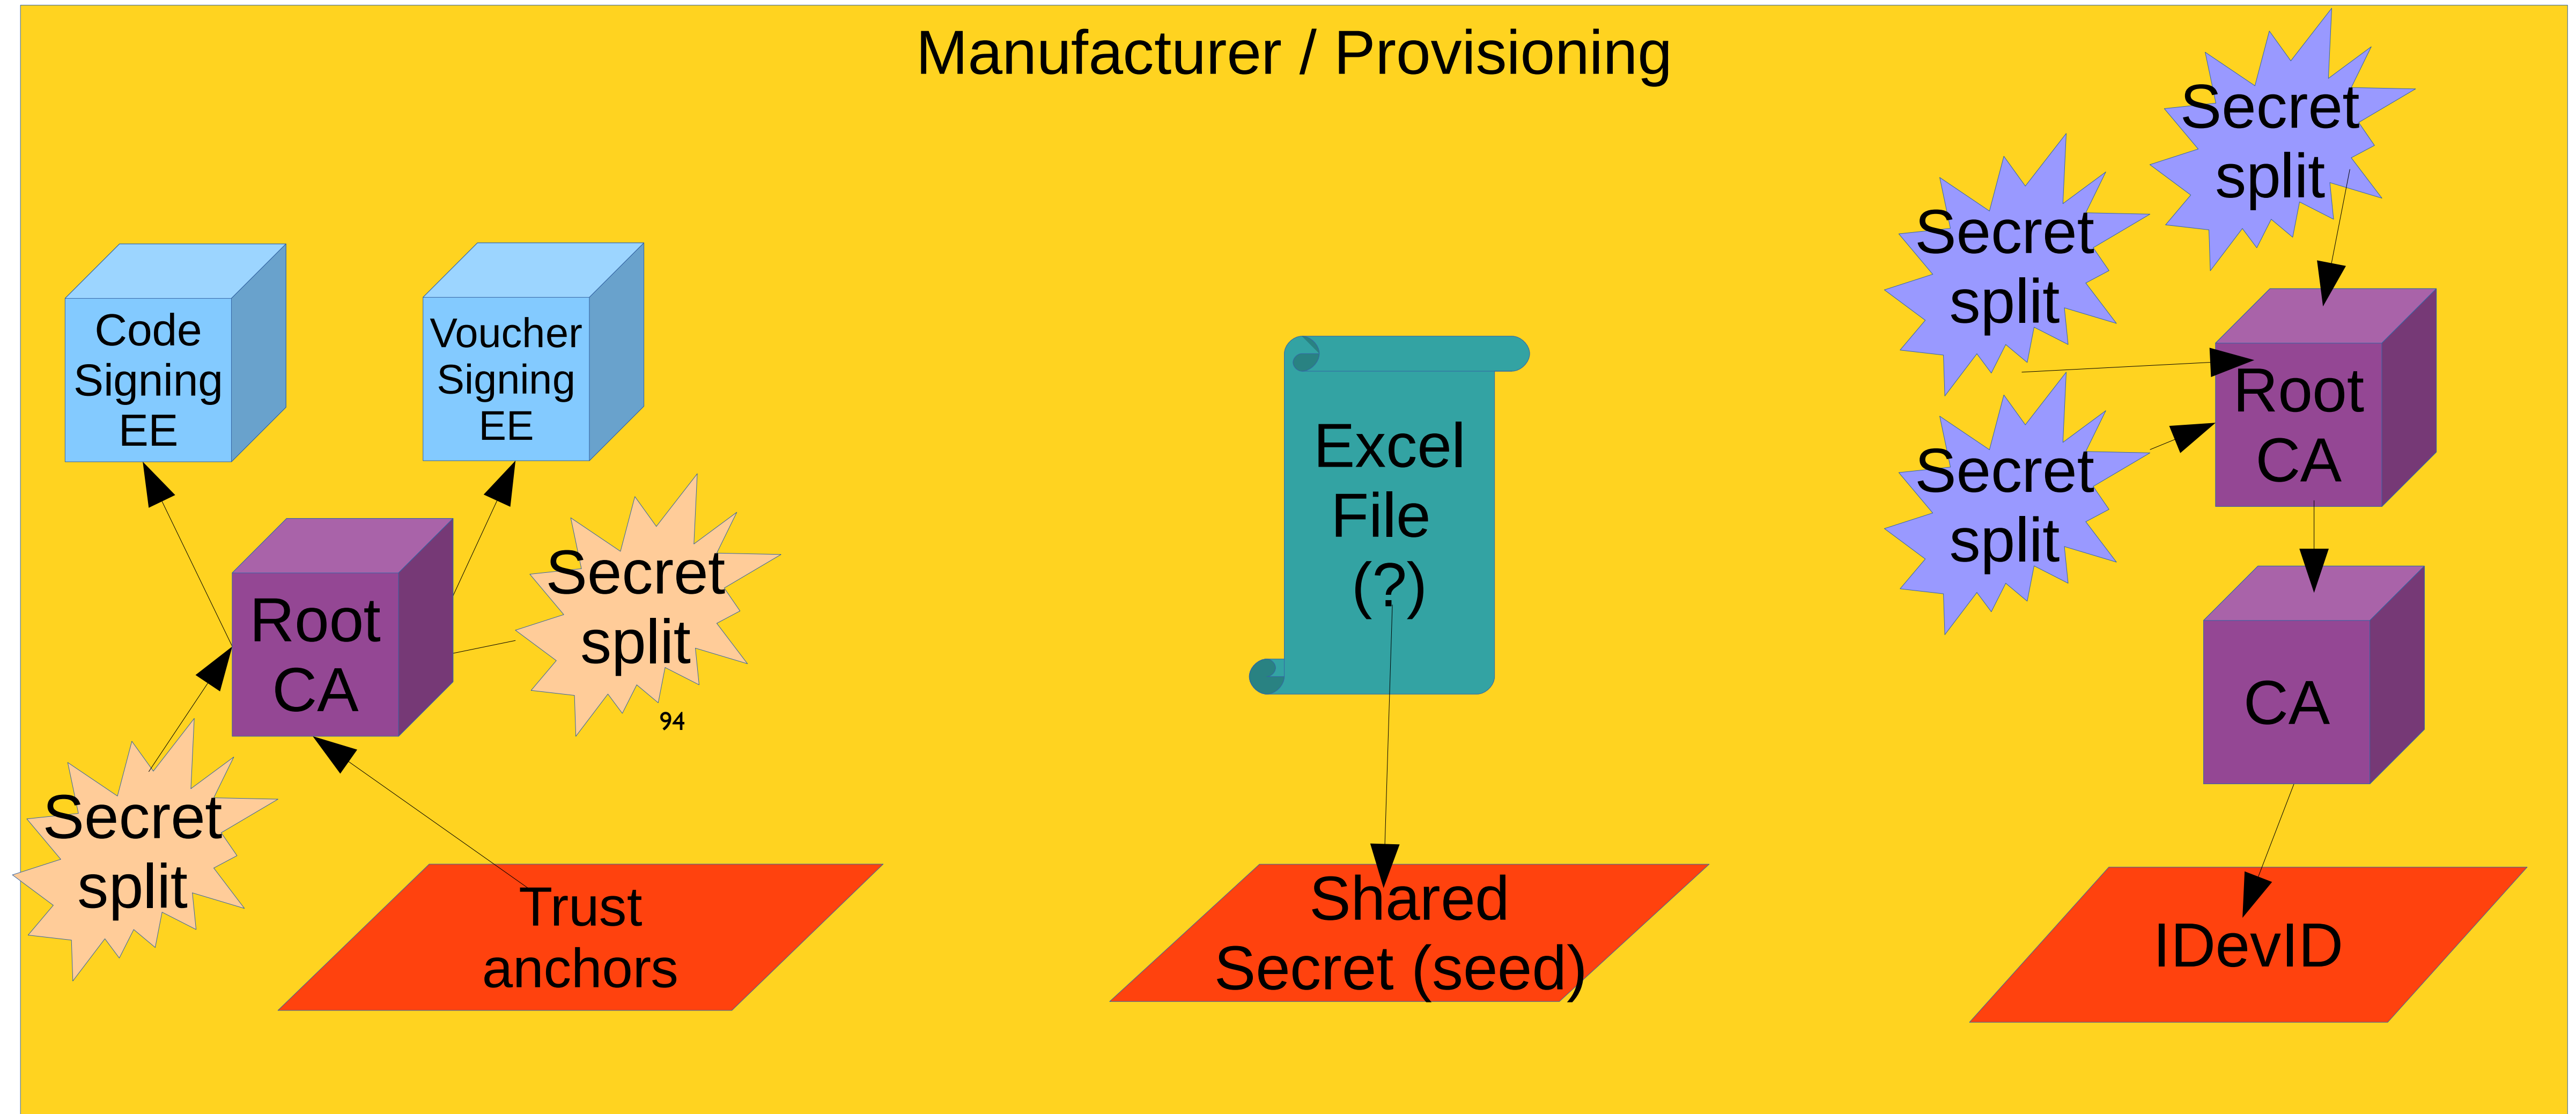 Manufacturer / Provisioning
Code
Signing
EE
Voucher
Signing
EE
Root
CA
Secret
split
94
Secret
split
Trust
anchors
Excel
File
(?)
Shared
Secret (seed)
Secret
split
Secret
split
Secret
split
Root
CA
CA
IDevID